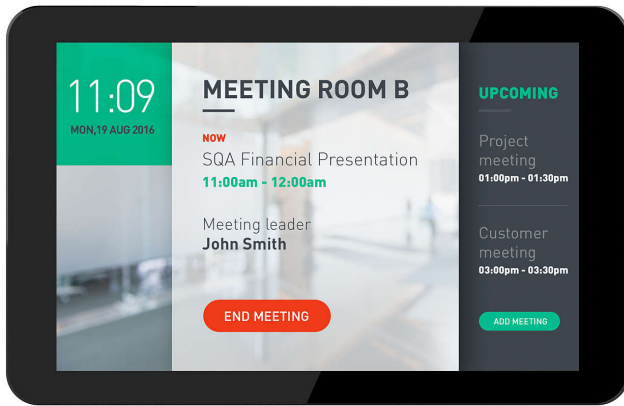 11:09
MON,19 AUG 2016
MEETING ROOM B
NOW
SQA Financial Presentation
11:00am - 12:00am
Meeting leader
John Smith
END MEETING
UPCOMING
Project
meeting
01:00pm - 01:30pm
Customer
meeting
03:00pm - 03:30pm
ADD MEETING